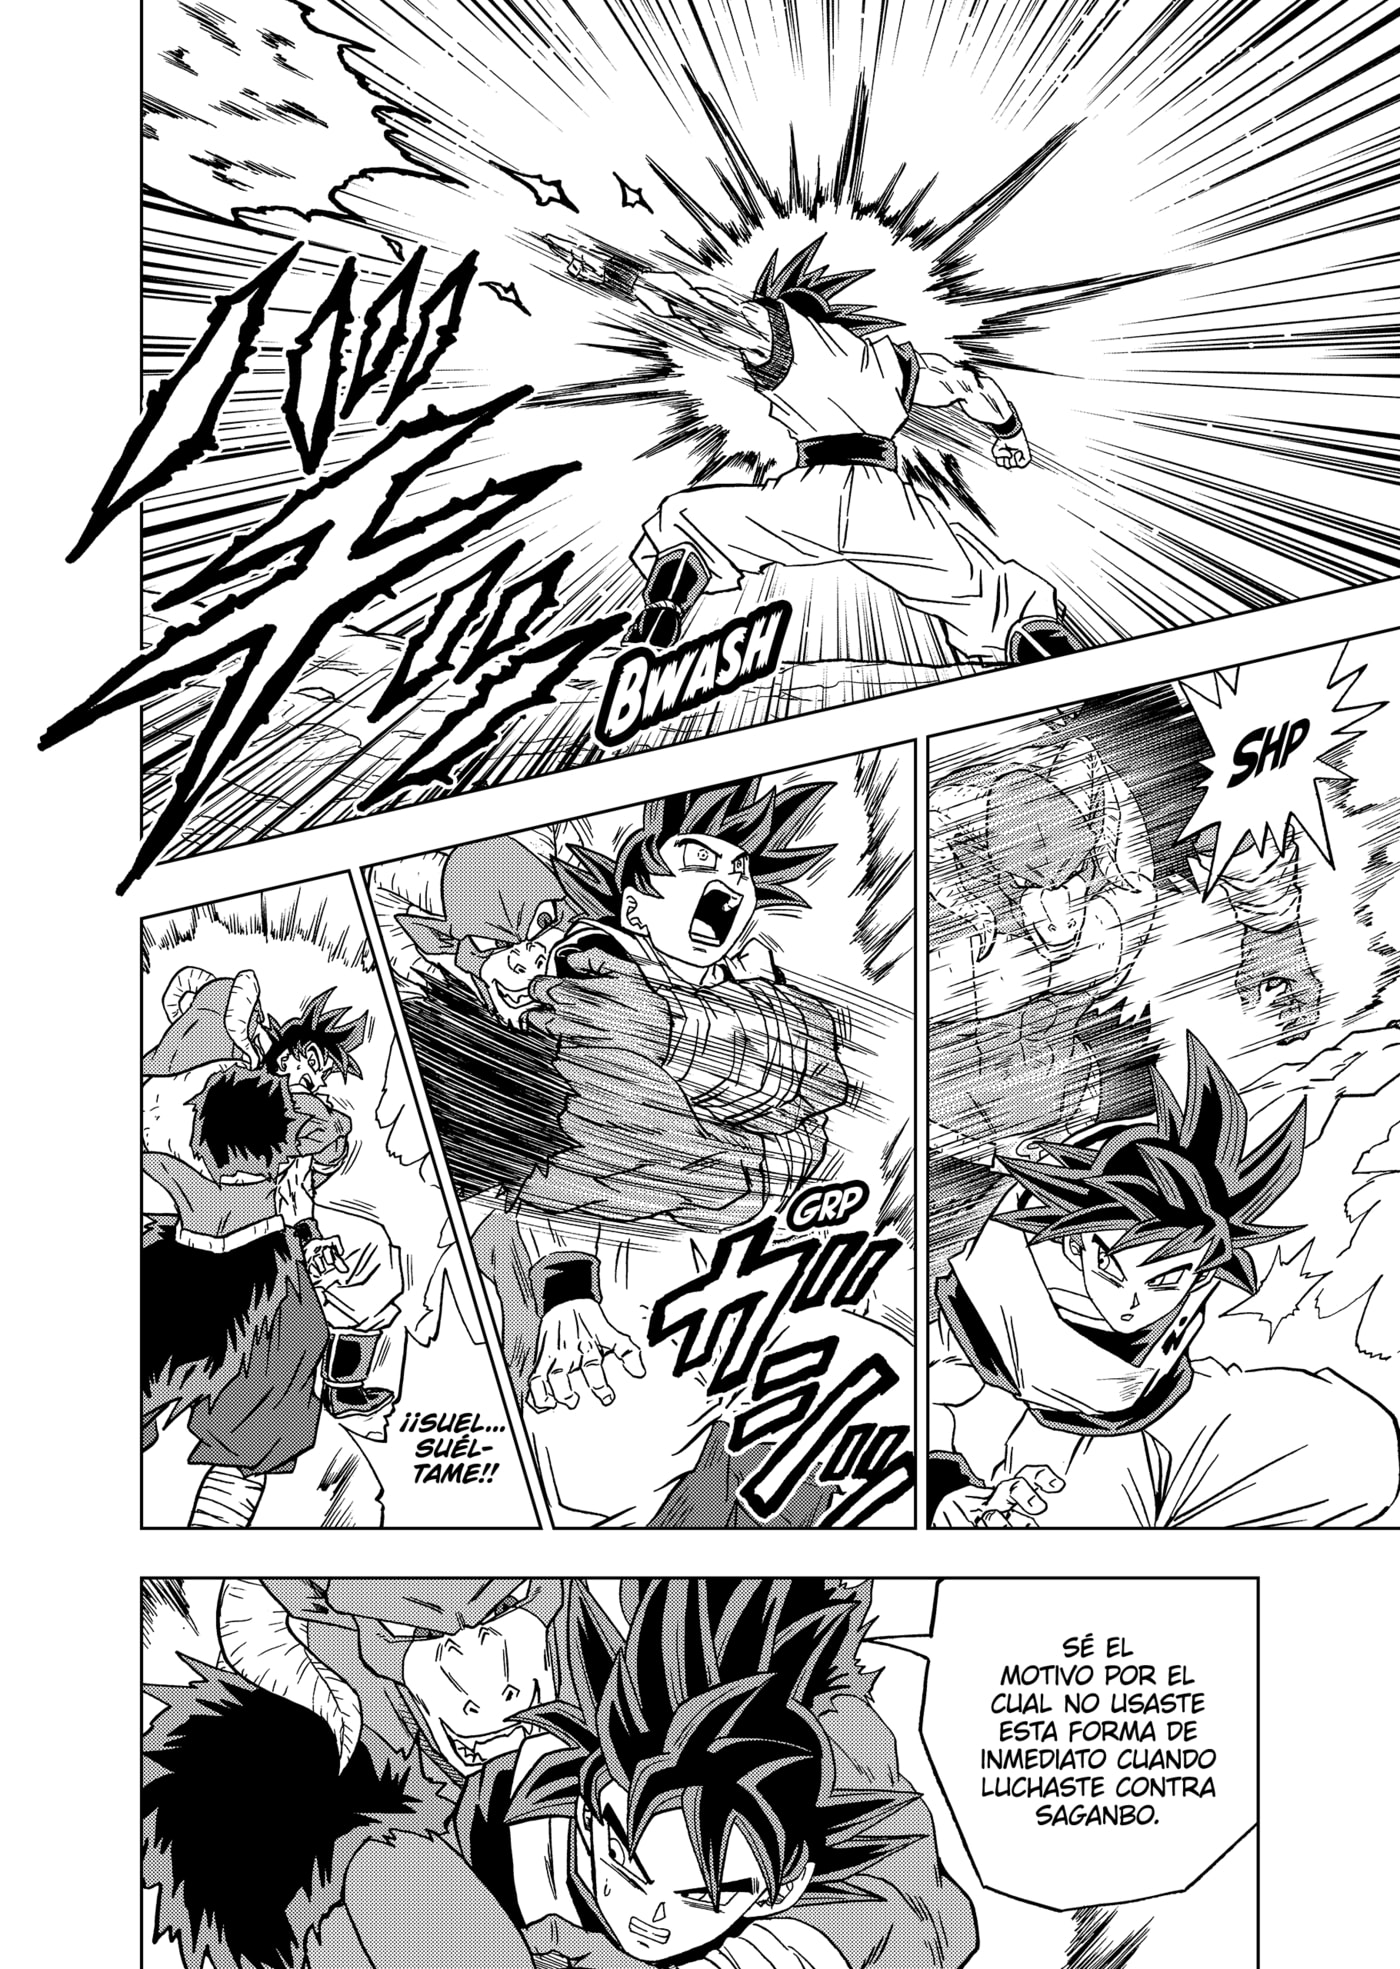 BWASH
SHP
GRP
¡¡SUEL...
SUÉL-
TAME!!
SÉ EL
MOTIVO POR EL
CUAL NO USASTE
ESTA FORMA DE
INMEDIATO CUANDO
LUCHASTE CONTRA
SAGANBO.